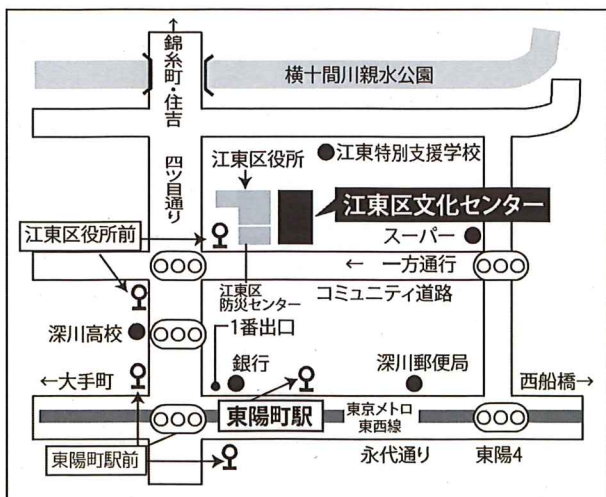 ↑
錦糸町・住吉
横十間川親水公園
四ツ目通り
江東区役所
江東特別支援学校
江東区文化センター
江東区役所前
スーパー
← 一方通行
江東区
防災センター
コミュニティ道路
深川高校
1番出口
←大手町
銀行
深川郵便局
西船橋→
東陽町駅
東京メトロ
東西線
東陽町駅前
永代通り
東陽4